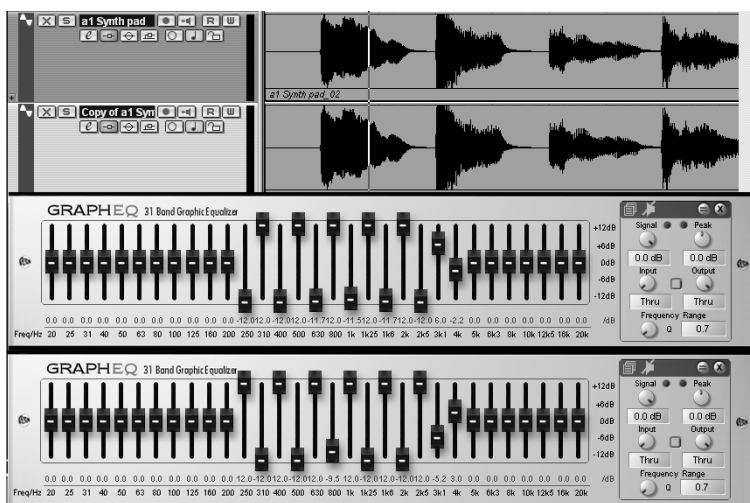 X S a1 Synth pad R W
e
a1 Synth pad_02
X S Copy of a1 Syn R W
e
GRAPHEQ 31 Band Graphic Equalizer
Signal Peak
+12dB
+6dB
0dB
-6dB
-12dB
0.0 dB 0.0 dB
Input Output
Thru Thru
Frequency Range
Q 0.7
0.0 0.0 0.0 0.0 0.0 0.0 0.0 0.0 0.0 0.0 0.0 -12.012.0 -12.0 12.0 -11.712.0 -11.512.0 -11.712.0 -12.0 6.0 -2.2 0.0 0.0 0.0 0.0 0.0 0.0 0.0 /dB
Freq/Hz 20 25 31 40 50 63 80 100 125 160 200 250 310 400 500 630 800 1k 1k25 1k6 2k 2k5 3k1 4k 5k 6k3 8k 10k 12k5 16k 20k
GRAPHEQ 31 Band Graphic Equalizer
Signal Peak
+12dB
+6dB
0dB
-6dB
-12dB
0.0 dB 0.0 dB
Input Output
Thru Thru
Frequency Range
Q 0.7
0.0 0.0 0.0 0.0 0.0 0.0 0.0 0.0 0.0 0.0 0.0 12.0 -12.0 12.0 -12.0 12.0 -9.5 12.0 -12.0 12.0 -12.012.0 -5.2 3.0 0.0 0.0 0.0 0.0 0.0 0.0 0.0 /dB
Freq/Hz 20 25 31 40 50 63 80 100 125 160 200 250 310 400 500 630 800 1k 1k25 1k6 2k 2k5 3k1 4k 5k 6k3 8k 10k 12k5 16k 20k